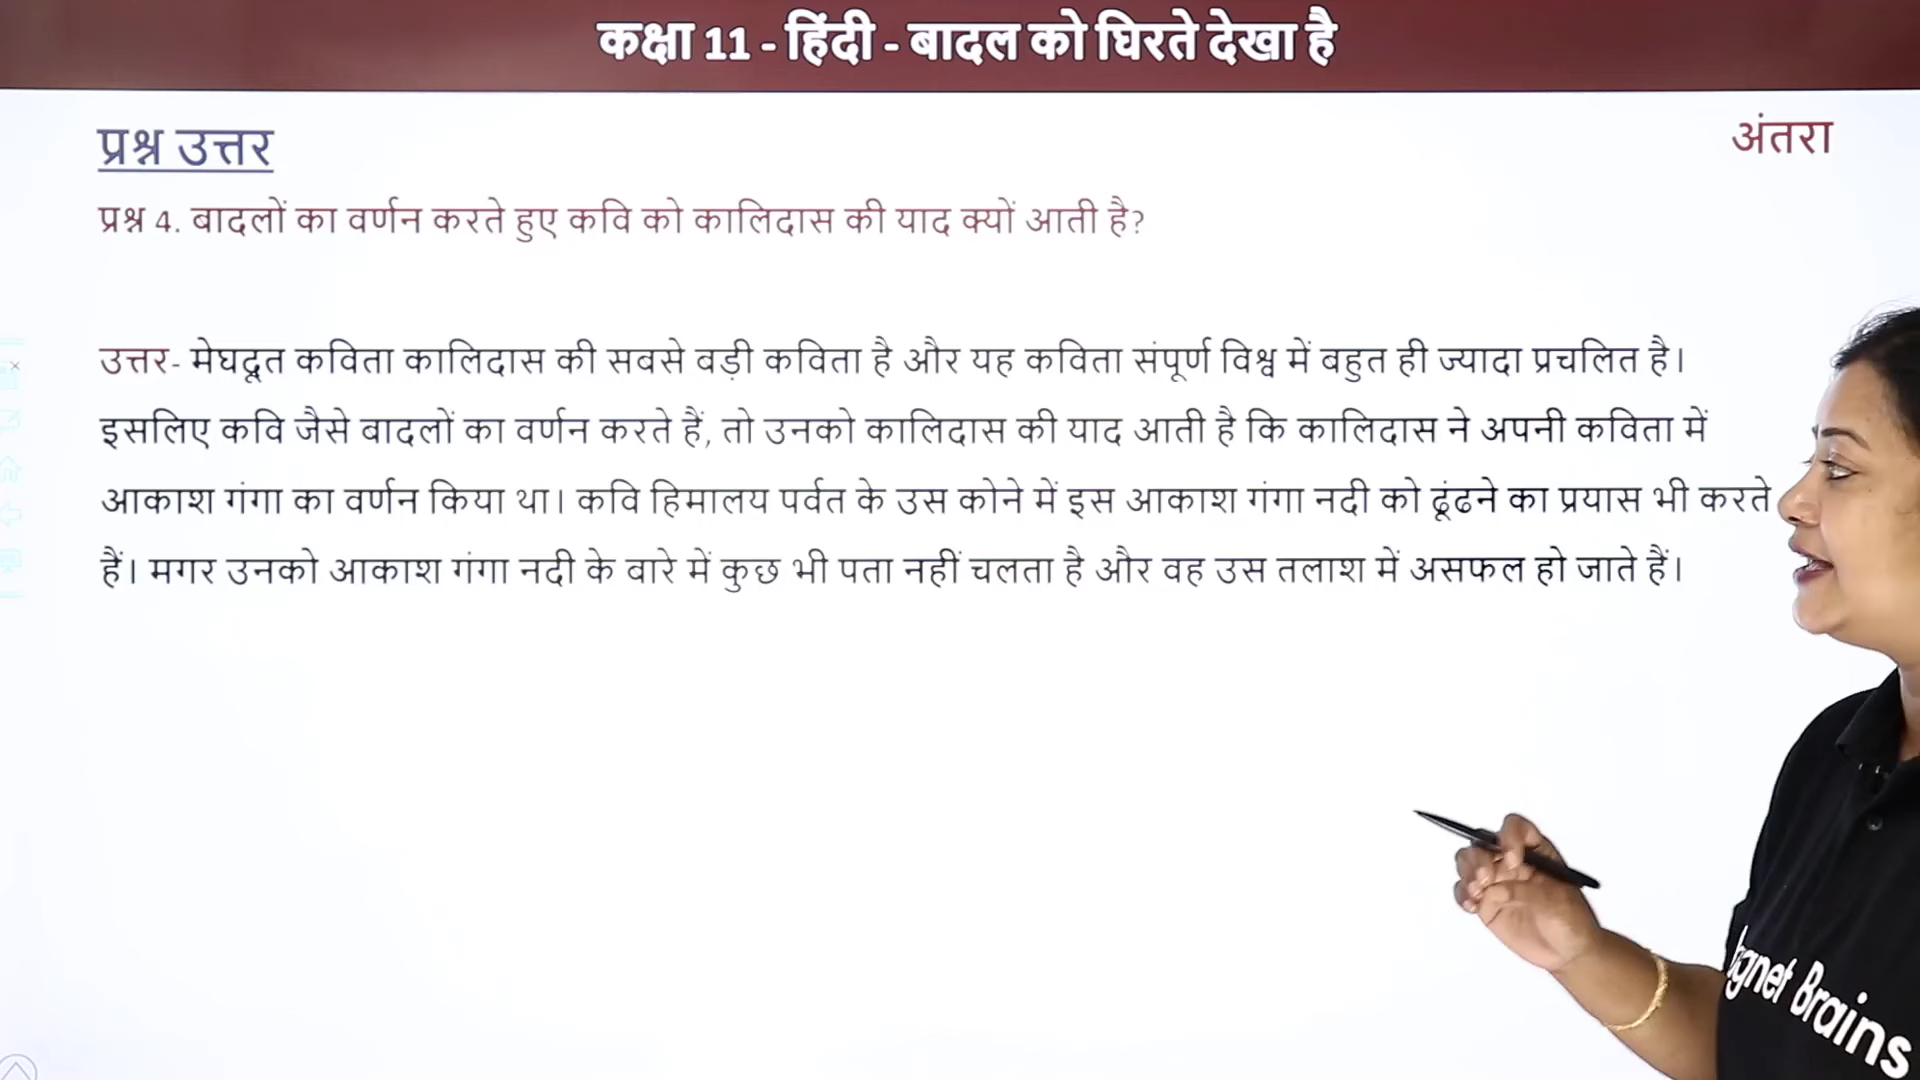 कक्षा 11 - हिंदी - बादल को घिरते देखा है
प्रश्न उत्तर
अंतरा
प्रश्न 4. बादलों का वर्णन करते हुए कवि को कालिदास की याद क्यों आती है?
उत्तर- मेघदूत कविता कालिदास की सबसे बड़ी कविता है और यह कविता संपूर्ण विश्व में बहुत ही ज्यादा प्रचलित है।
इसलिए कवि जैसे बादलों का वर्णन करते हैं, तो उनको कालिदास की याद आती है कि कालिदास ने अपनी कविता में
आकाश गंगा का वर्णन किया था। कवि हिमालय पर्वत के उस कोने में इस आकाश गंगा नदी को ढूंढने का प्रयास भी करते
हैं। मगर उनको आकाश गंगा नदी के बारे में कुछ भी पता नहीं चलता है और वह उस तलाश में असफल हो जाते हैं।
Brains